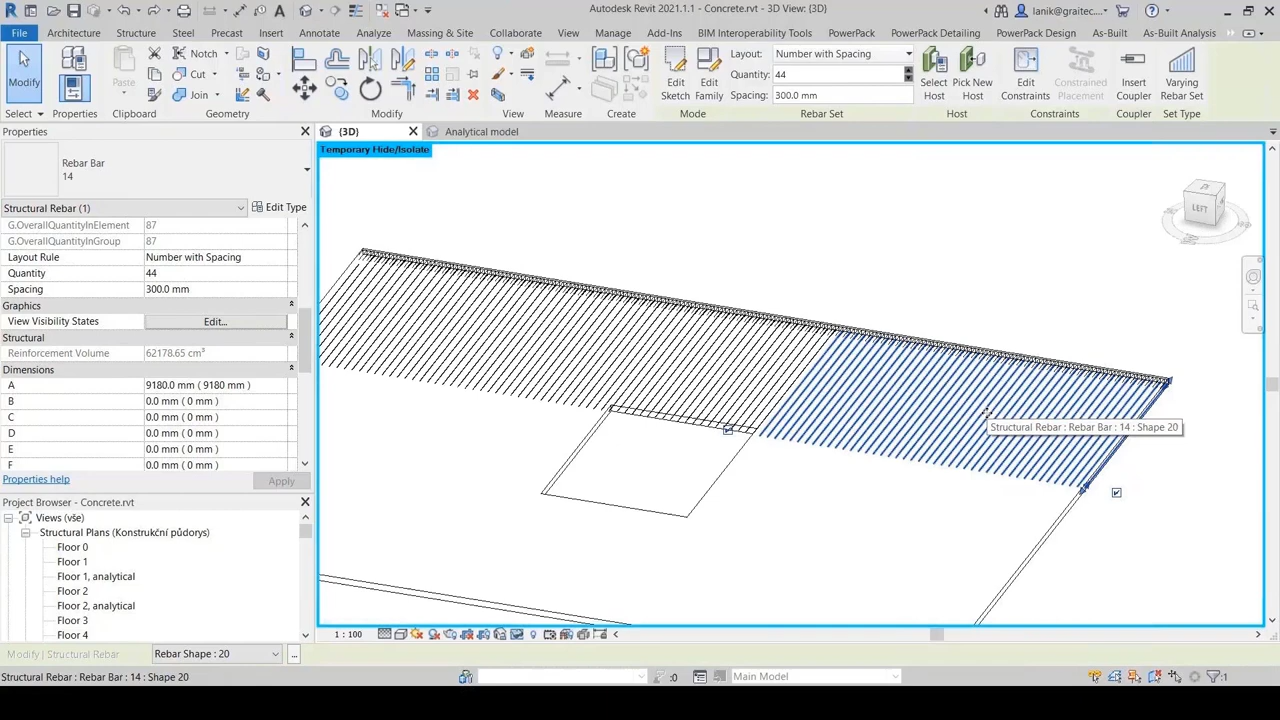 Autodesk Revit 2021.1.1 - Concrete.rvt - 3D View: {3D}
lanik@graitec....
File Architecture Structure Steel Precast Insert Annotate Analyze Massing & Site Collaborate View Manage Add-Ins BIM Interoperability Tools PowerPack PowerPack Detailing PowerPack Design As-Built As-Built Analysis
Modify
Paste
Notch
Cut
Join
Edit
Sketch
Edit
Family
Layout: Number with Spacing
Quantity: 44
Spacing: 300.0 mm
Select
Host
Pick New
Host
Edit
Constraints
Constrained
Placement
Insert
Coupler
Varying
Rebar Set
Select Properties Clipboard Geometry Modify View Measure Create Mode Rebar Set Host Constraints Coupler Set Type
Properties
{3D}
Analytical model
Temporary Hide/Isolate
Rebar Bar
14
Structural Rebar (1)
Edit Type
G.OverallQuantityInElement 87
G.OverallQuantityInGroup 87
Layout Rule Number with Spacing
Quantity 44
Spacing 300.0 mm
Graphics
View Visibility States Edit...
Structural
Reinforcement Volume 62178.65 cm³
Dimensions
A 9180.0 mm ( 9180 mm )
B 0.0 mm ( 0 mm )
C 0.0 mm ( 0 mm )
D 0.0 mm ( 0 mm )
E 0.0 mm ( 0 mm )
F 0.0 mm ( 0 mm )
Properties help
Apply
LEFT
Structural Rebar : Rebar Bar : 14 : Shape 20
Project Browser - Concrete.rvt
Views (vše)
Structural Plans (Konstrukční půdorys)
Floor 0
Floor 1
Floor 1, analytical
Floor 2
Floor 2, analytical
Floor 3
Floor 4
1 : 100
Modify | Structural Rebar
Rebar Shape : 20
...
Structural Rebar : Rebar Bar : 14 : Shape 20
:0
Main Model
:1